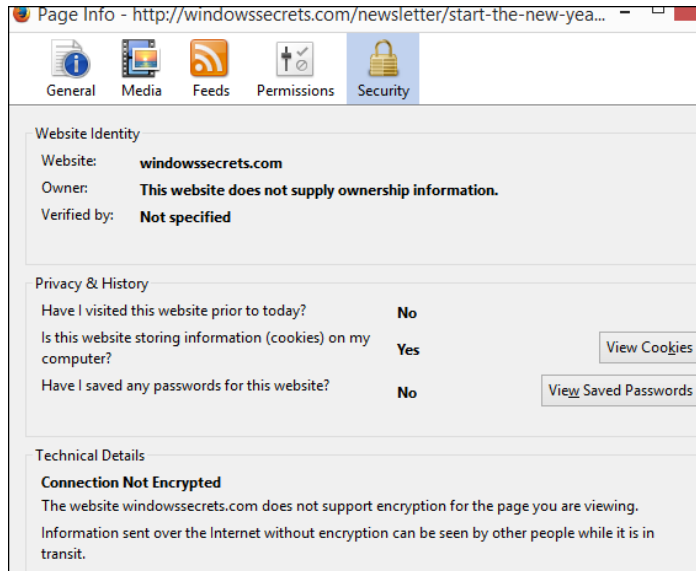 Page Info - http://windowssecrets.com/newsletter/start-the-new-yea...
General Media Feeds Permissions Security
Website Identity
Website: windowssecrets.com
Owner: This website does not supply ownership information.
Verified by: Not specified
Privacy & History
Have I visited this website prior to today? No
Is this website storing information (cookies) on my
computer? Yes View Cookies
Have I saved any passwords for this website? No View Saved Passwords
Technical Details
Connection Not Encrypted
The website windowssecrets.com does not support encryption for the page you are viewing.
Information sent over the Internet without encryption can be seen by other people while it is in
transit.